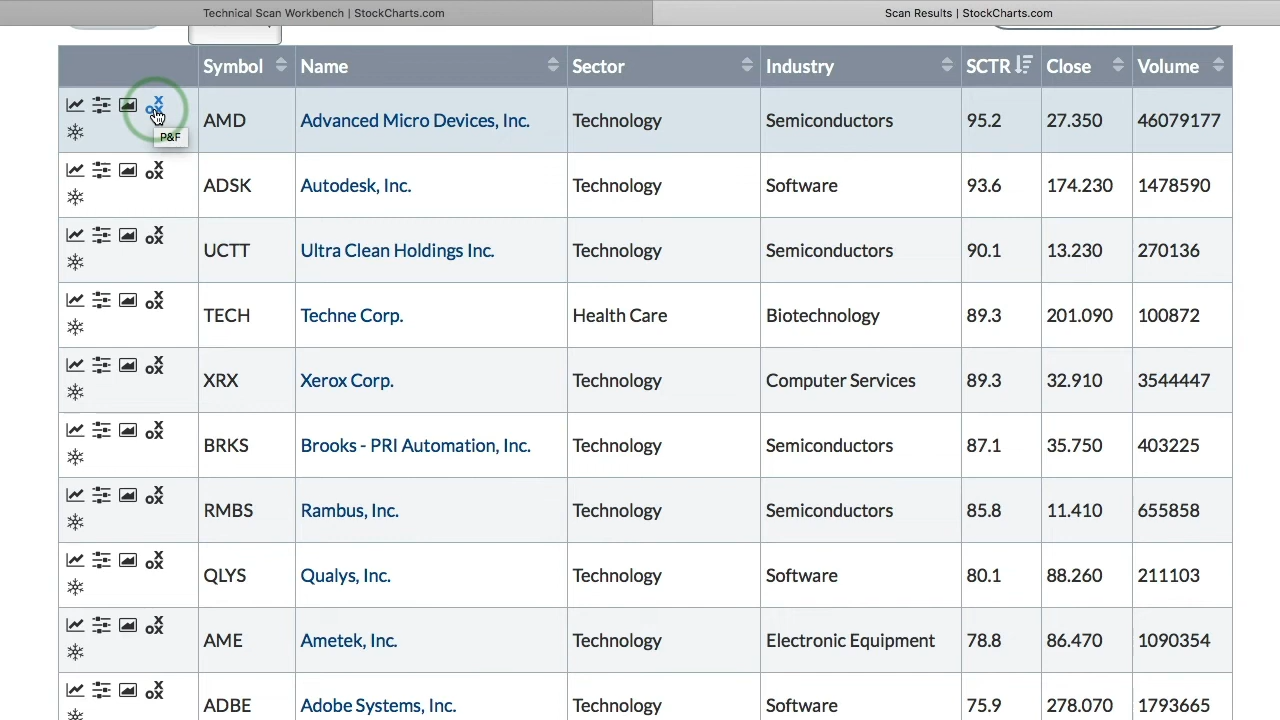 Technical Scan Workbench | StockCharts.com
Scan Results | StockCharts.com
Symbol Name Sector Industry SCTR Close Volume
P&F
AMD Advanced Micro Devices, Inc. Technology Semiconductors 95.2 27.350 46079177
ADSK Autodesk, Inc. Technology Software 93.6 174.230 1478590
UCTT Ultra Clean Holdings Inc. Technology Semiconductors 90.1 13.230 270136
TECH Techne Corp. Health Care Biotechnology 89.3 201.090 100872
XRX Xerox Corp. Technology Computer Services 89.3 32.910 3544447
BRKS Brooks - PRI Automation, Inc. Technology Semiconductors 87.1 35.750 403225
RMBS Rambus, Inc. Technology Semiconductors 85.8 11.410 655858
QLYS Qualys, Inc. Technology Software 80.1 88.260 211103
AME Ametek, Inc. Technology Electronic Equipment 78.8 86.470 1090354
ADBE Adobe Systems, Inc. Technology Software 75.9 278.070 1793665